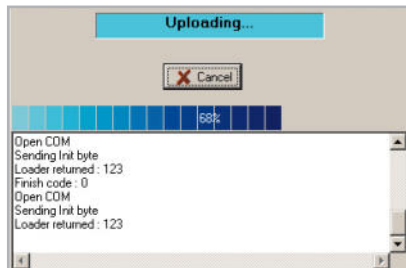 Uploading...
Cancel
68%
Open COM
Sending Init byte
Loader returned : 123
Finish code : 0
Open COM
Sending Init byte
Loader returned : 123